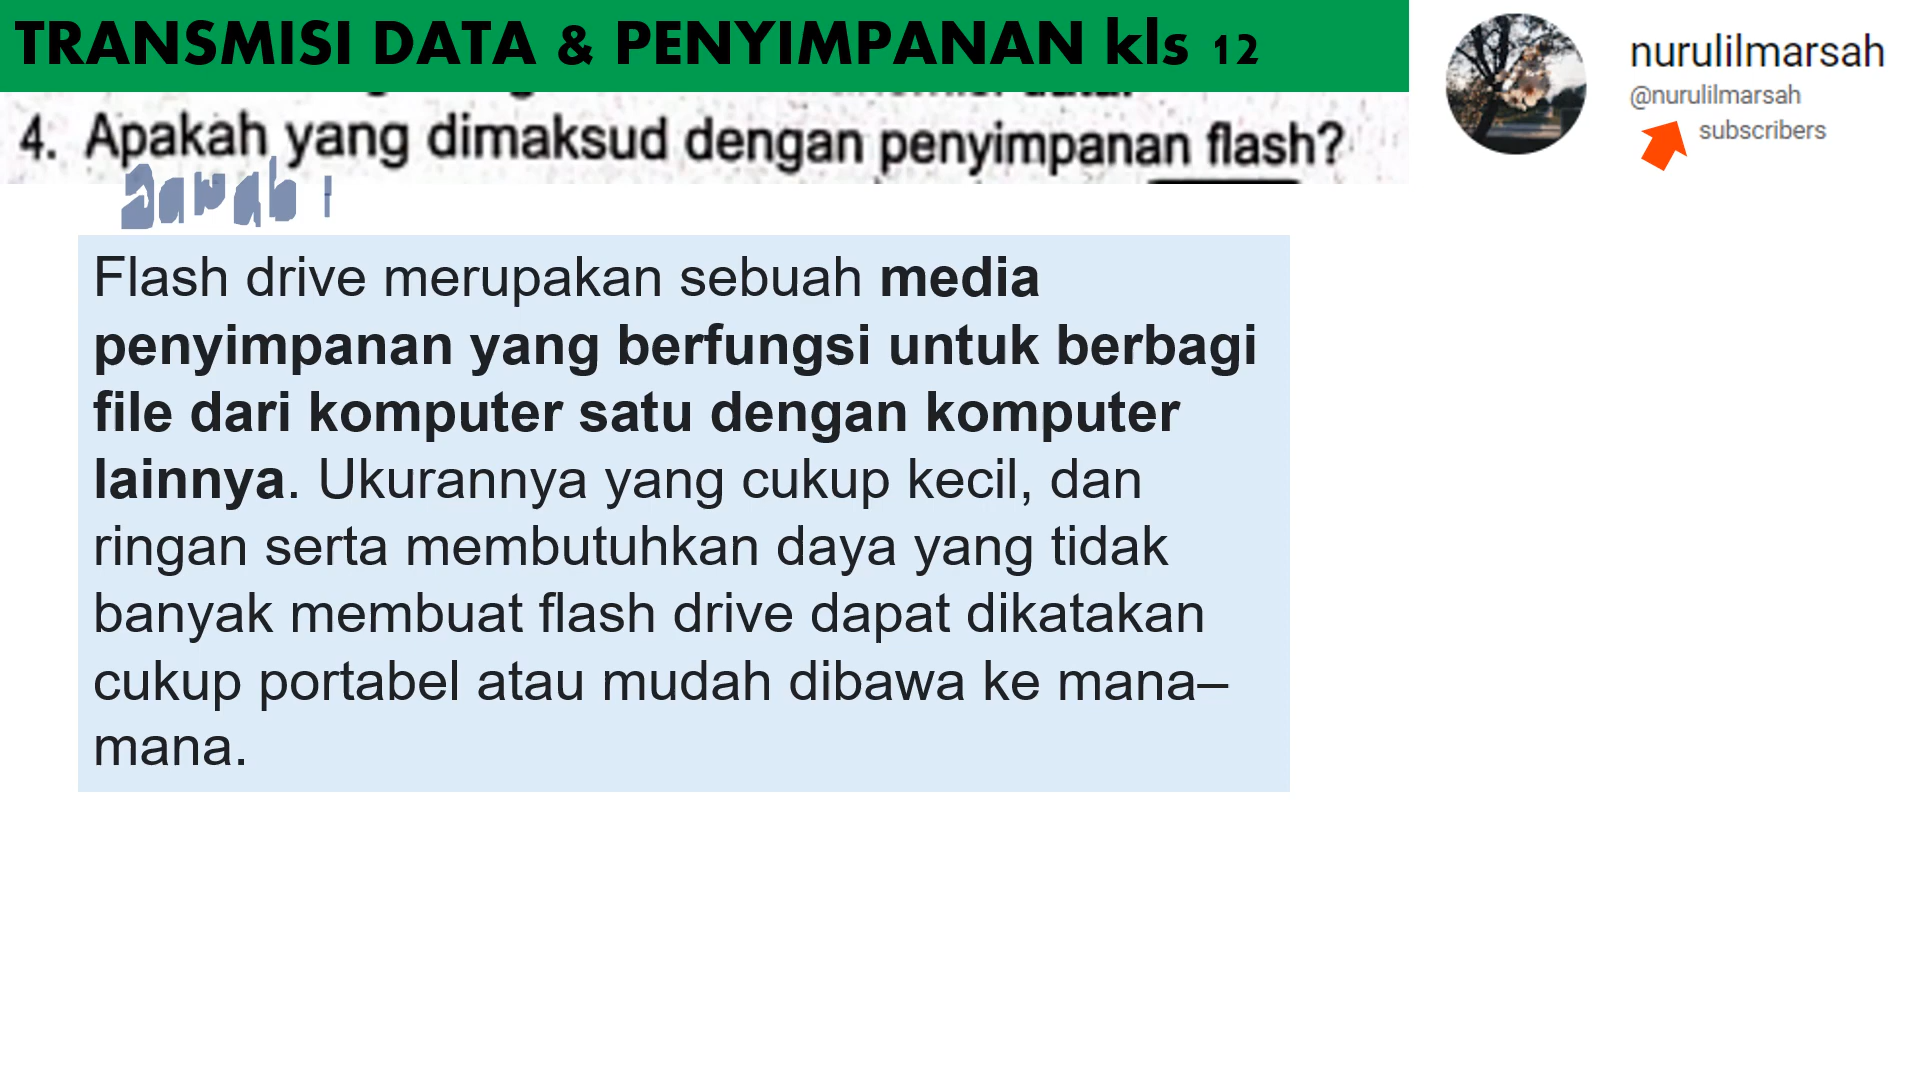 TRANSMISI DATA & PENYIMPANAN kls 12
nurulilmarsah
@nurulilmarsah
subscribers
4. Apakah yang dimaksud dengan penyimpanan flash?
Jawab :
Flash drive merupakan sebuah media
penyimpanan yang berfungsi untuk berbagi
file dari komputer satu dengan komputer
lainnya. Ukurannya yang cukup kecil, dan
ringan serta membutuhkan daya yang tidak
banyak membuat flash drive dapat dikatakan
cukup portabel atau mudah dibawa ke mana–
mana.